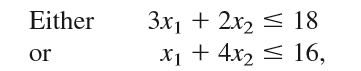 Either 3x₁ + 2x₂ ≤ 18
or x₁ + 4x₂ ≤ 16,